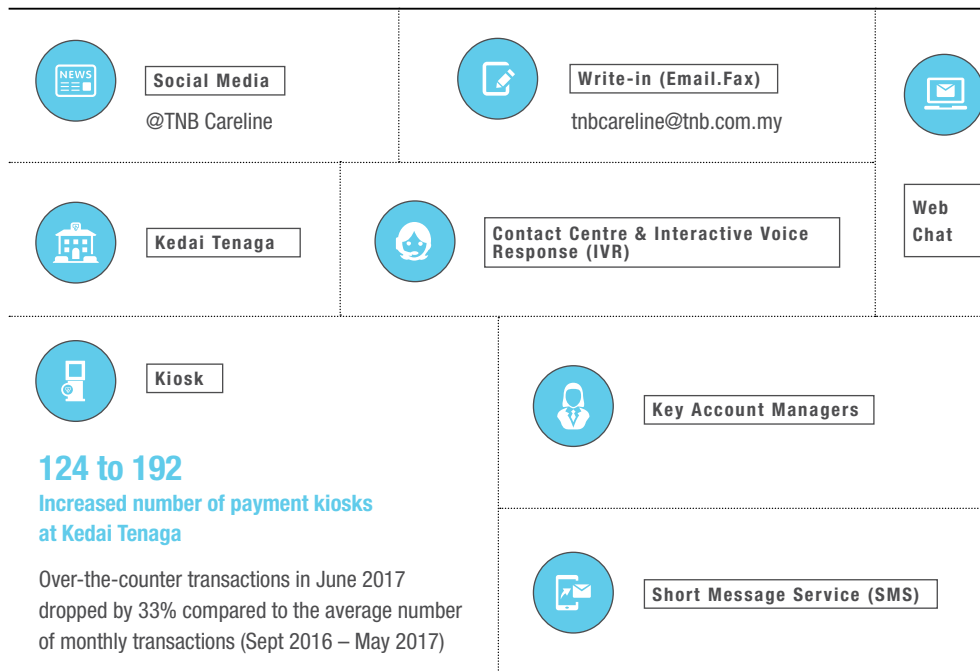 NEWS
Social Media
@TNB Careline
Write-in (Email.Fax)
tnbcareline@tnb.com.my
Web
Chat
Kedai Tenaga
Contact Centre & Interactive Voice
Response (IVR)
Kiosk
124 to 192
Increased number of payment kiosks
at Kedai Tenaga
Over-the-counter transactions in June 2017
dropped by 33% compared to the average number
of monthly transactions (Sept 2016 – May 2017)
Key Account Managers
Short Message Service (SMS)